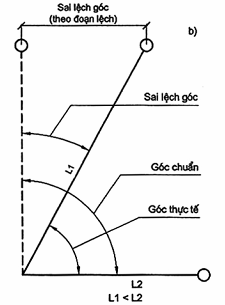 Sai lệch góc
(theo đoạn lệch)
b)
Sai lệch góc
L1
Góc chuẩn
Góc thực tế
L2
L1 < L2